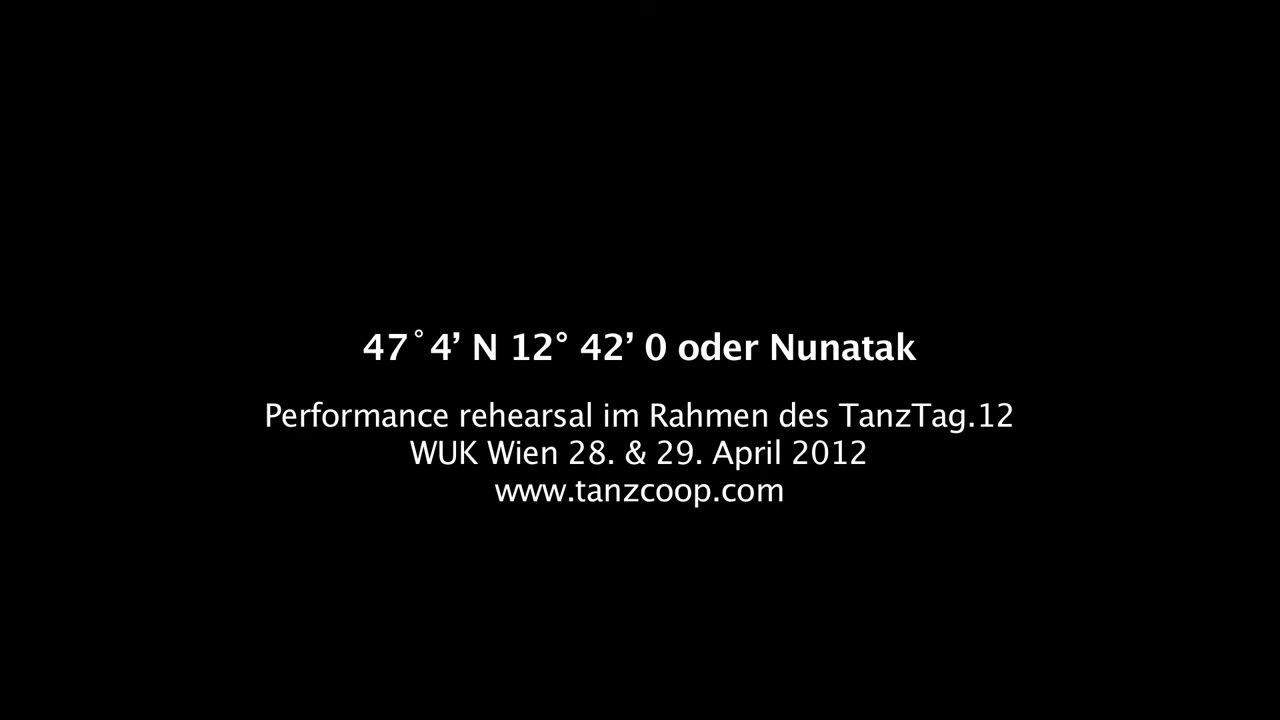 47˚4’ N 12° 42’ 0 oder Nunatak
Performance rehearsal im Rahmen des TanzTag.12
WUK Wien 28. & 29. April 2012
www.tanzcoop.com